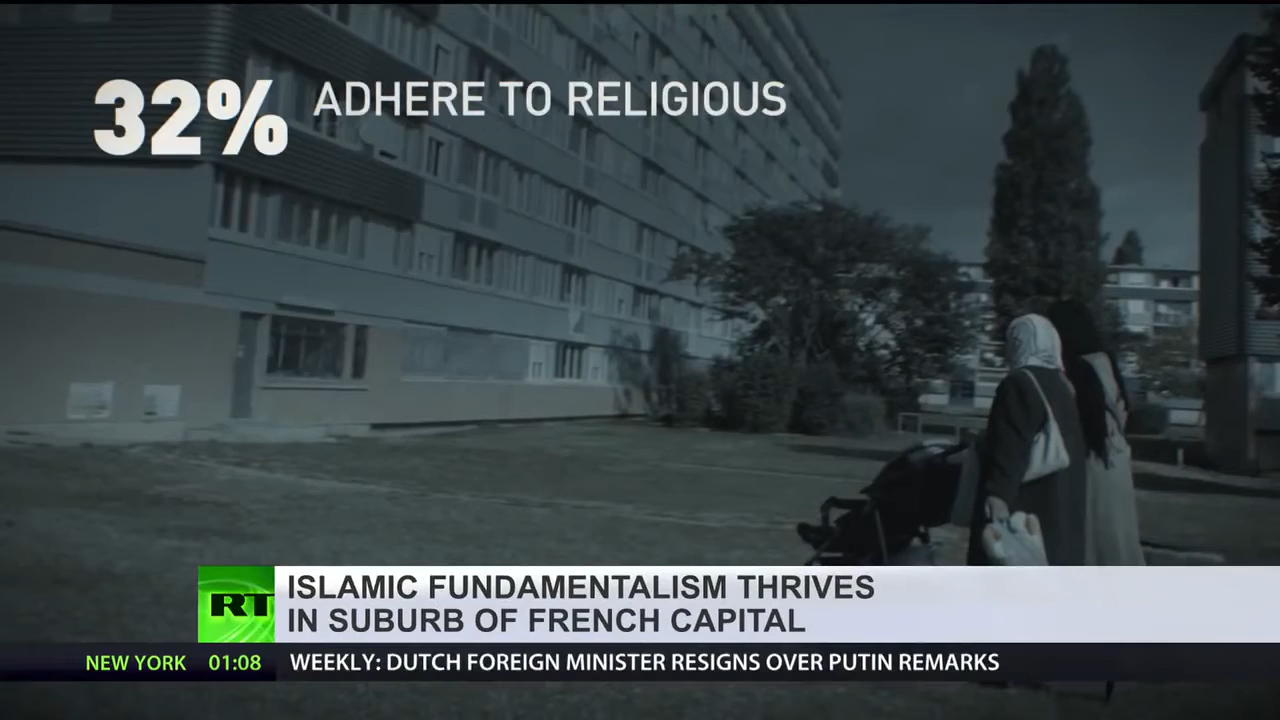 32% ADHERE TO RELIGIOUS
RT
ISLAMIC FUNDAMENTALISM THRIVES
IN SUBURB OF FRENCH CAPITAL
NEW YORK 01:08 WEEKLY: DUTCH FOREIGN MINISTER RESIGNS OVER PUTIN REMARKS